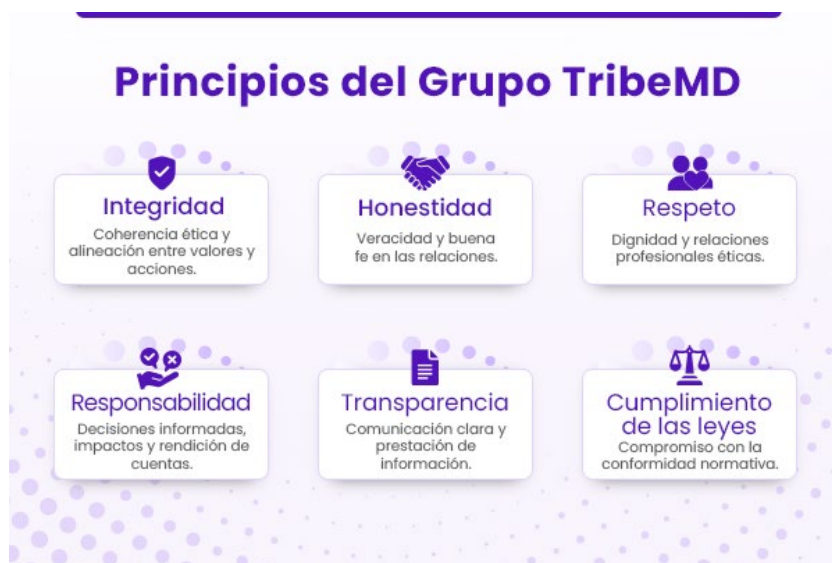 Principios del Grupo TribeMD
Integridad
Coherencia ética y
alineación entre valores y
acciones.
Honestidad
Veracidad y buena
fe en las relaciones.
Respeto
Dignidad y relaciones
profesionales éticas.
Responsabilidad
Decisiones informadas,
impactos y rendición de
cuentas.
Transparencia
Comunicación clara y
prestación de
información.
Cumplimiento
de las leyes
Compromiso con la
conformidad normativa.